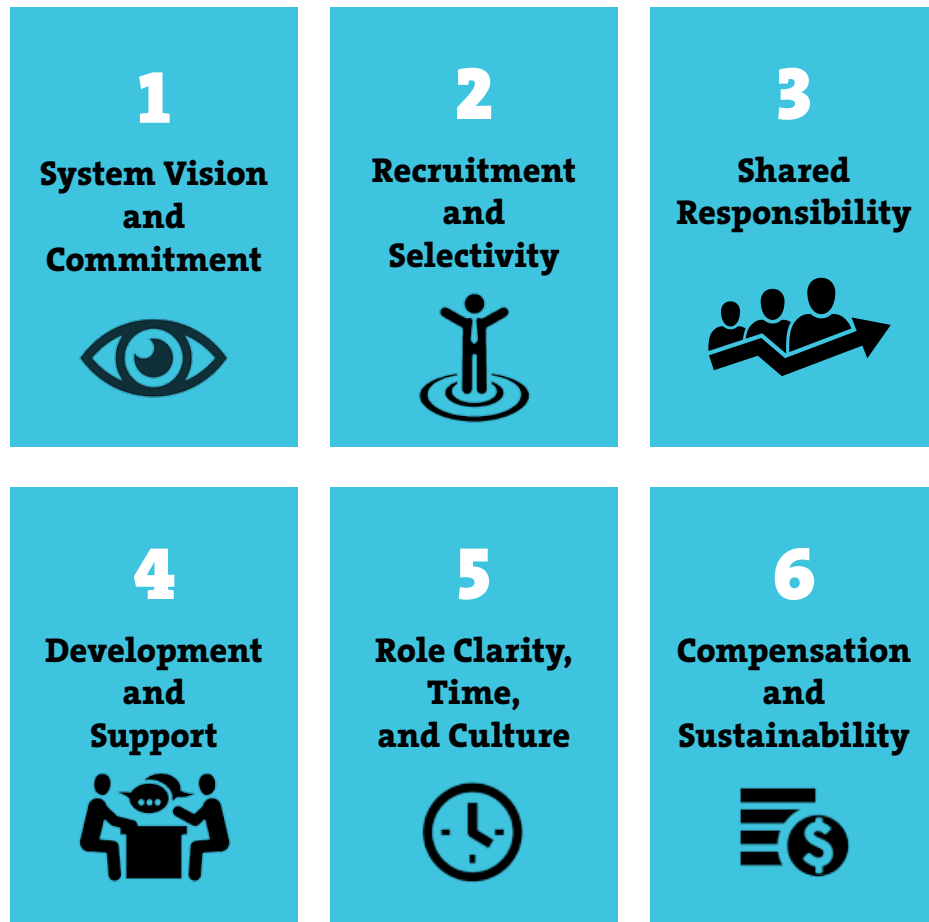 1
System Vision
and
Commitment
2
Recruitment
and
Selectivity
3
Shared
Responsibility
4
Development
and
Support
5
Role Clarity,
Time,
and Culture
6
Compensation
and
Sustainability
$